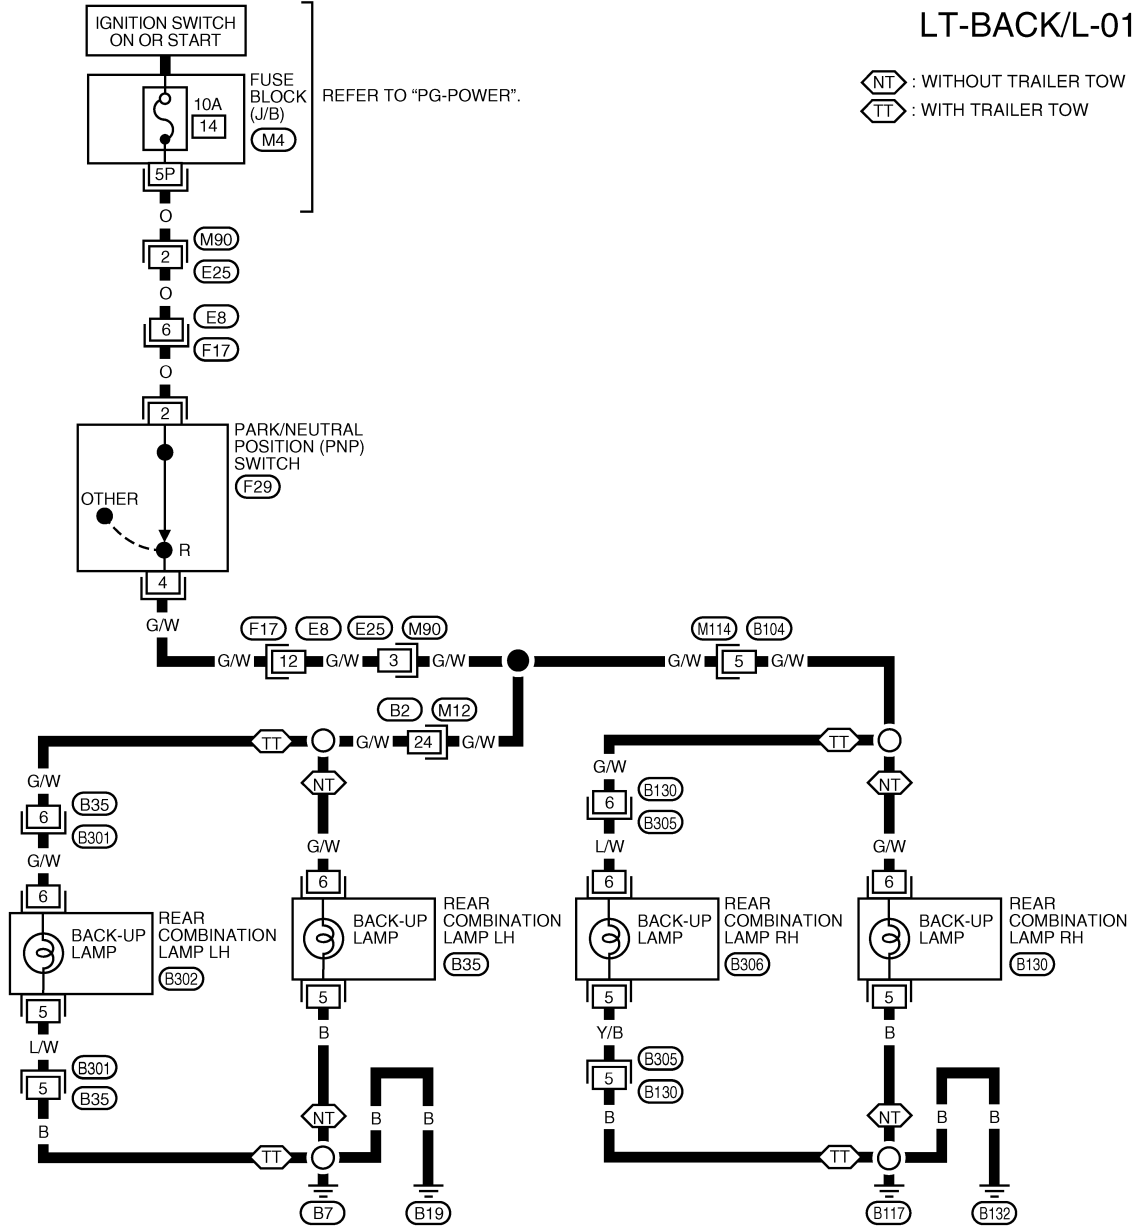 LT-BACK/L-01
IGNITION SWITCH
ON OR START
FUSE
BLOCK
(J/B)
M4
REFER TO “PG-POWER”.
10A
14
NT : WITHOUT TRAILER TOW
TT : WITH TRAILER TOW
5P
O
2
M90
E25
O
6
E8
F17
O
2
PARK/NEUTRAL
POSITION (PNP)
SWITCH
F29
OTHER
R
4
G/W
F17 E8 E25 M90
G/W 12 G/W 3 G/W
M114 B104
G/W 5 G/W
B2 M12
TT G/W 24 G/W
TT
NT
NT
G/W
6
B35
B301
G/W
6
G/W
6
G/W
6
B130
B305
L/W
6
G/W
6
BACK-UP
LAMP
REAR
COMBINATION
LAMP LH
B302
BACK-UP
LAMP
REAR
COMBINATION
LAMP LH
B35
BACK-UP
LAMP
REAR
COMBINATION
LAMP RH
B306
BACK-UP
LAMP
REAR
COMBINATION
LAMP RH
B130
5
L/W
5
B301
B35
B
5
B
NT
B B
TT
B7 B19
5
Y/B
5
B305
B130
B
5
B
NT
B B
TT
B117 B132